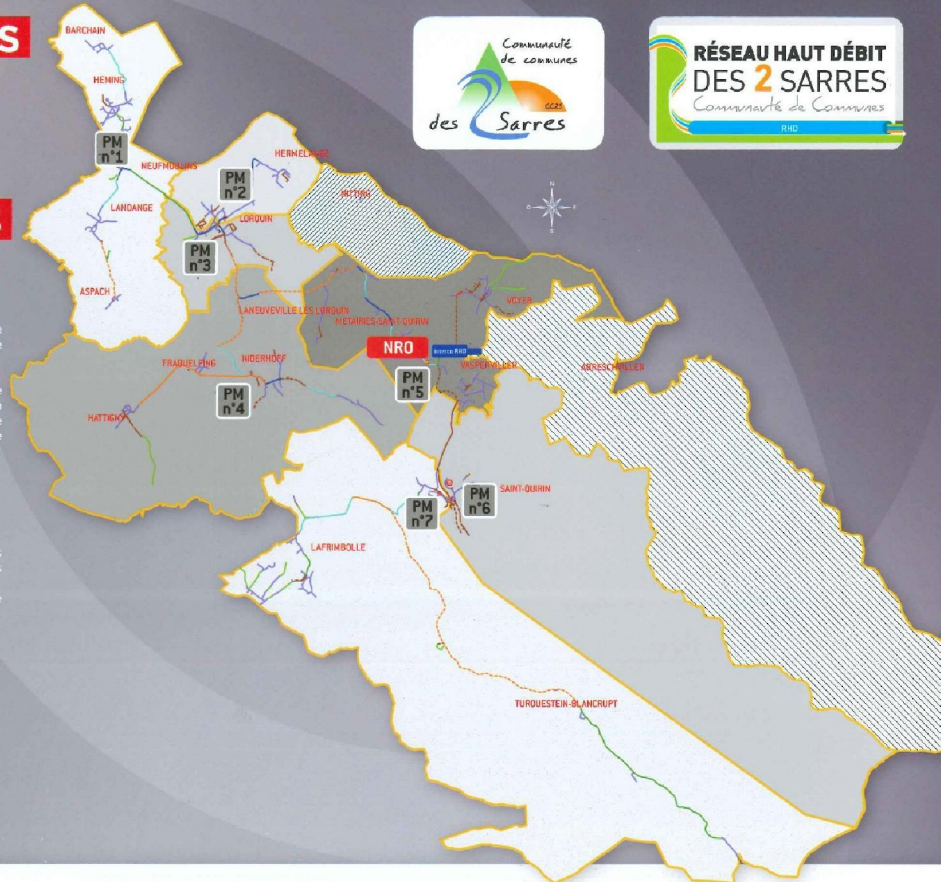 S
BARCHAIN
HEMING
PM
n°1
NEUFMOULINS
LANDANGE
ASPACH
PM
n°2
HERMELANGE
LORQUIN
PM
n°3
NITTING
LANEUVEVILLE LES LORQUIN
METAIRIES-SAINT-QUIRIN
VOYER
NRO
VASPERVILLER
ABRESCHVILLER
FRAQUELFING
NIDERHOFF
PM
n°4
HATTIGNY
PM
n°5
SAINT-QUIRIN
PM
n°6
PM
n°7
LAFRIMBOLLE
TURQUESTEIN-BLANCRUPT
N
S
O
E
Communauté
de communes
CC2S
des 2 Sarres
RÉSEAU HAUT DÉBIT
DES 2 SARRES
Communauté de Communes
RHD